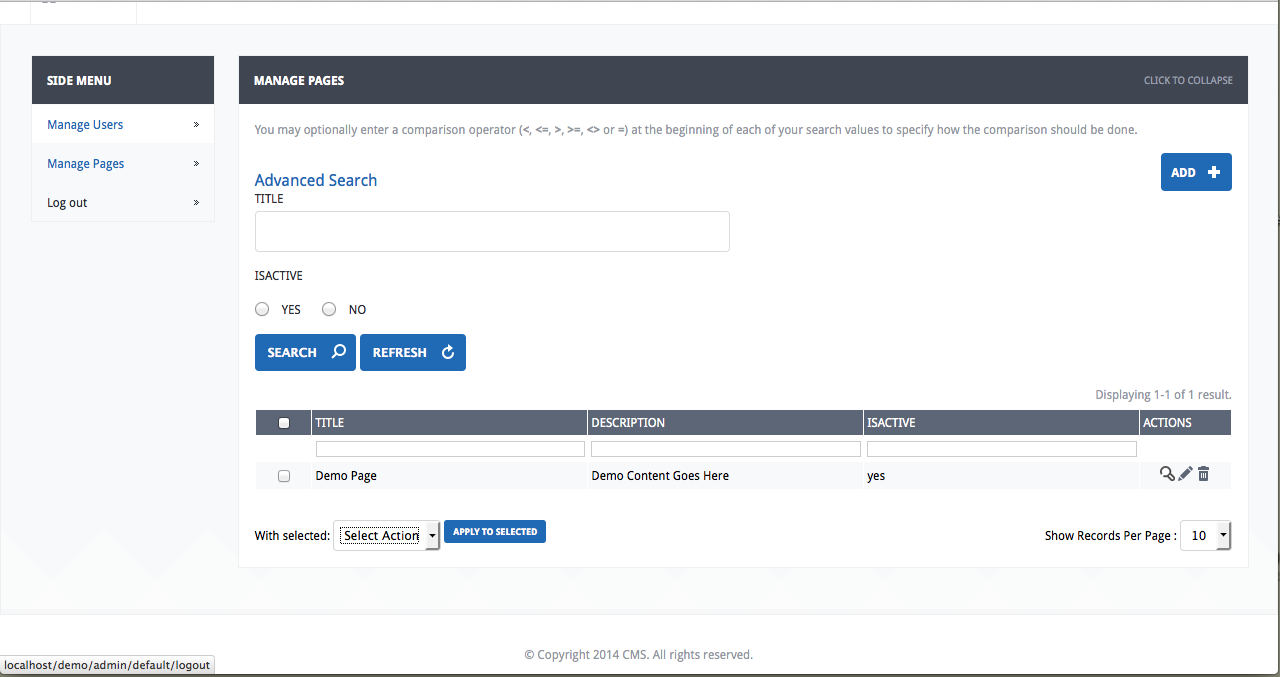 SIDE MENU
Manage Users »
Manage Pages »
Log out »
MANAGE PAGES
CLICK TO COLLAPSE
You may optionally enter a comparison operator (<, <=, >, >=, <> or =) at the beginning of each of your search values to specify how the comparison should be done.
ADD
Advanced Search
TITLE
ISACTIVE
YES NO
SEARCH REFRESH
Displaying 1-1 of 1 result.
TITLE DESCRIPTION ISACTIVE ACTIONS
Demo Page Demo Content Goes Here yes
With selected: Select Action APPLY TO SELECTED Show Records Per Page : 10
© Copyright 2014 CMS. All rights reserved.
localhost/demo/admin/default/logout